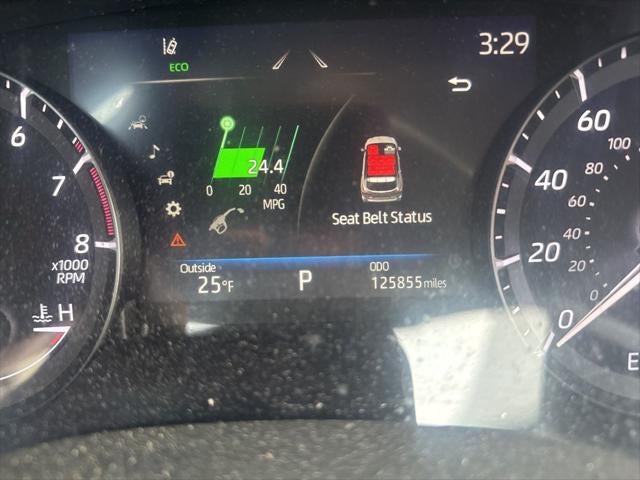 3:29
ECO
6
7
8
x1000
RPM
H
24.4
0 20 40
MPG
Seat Belt Status
Outside
25°F
P
ODO
125855 miles
60
40
20
0
100
80
60
40
20
0
E